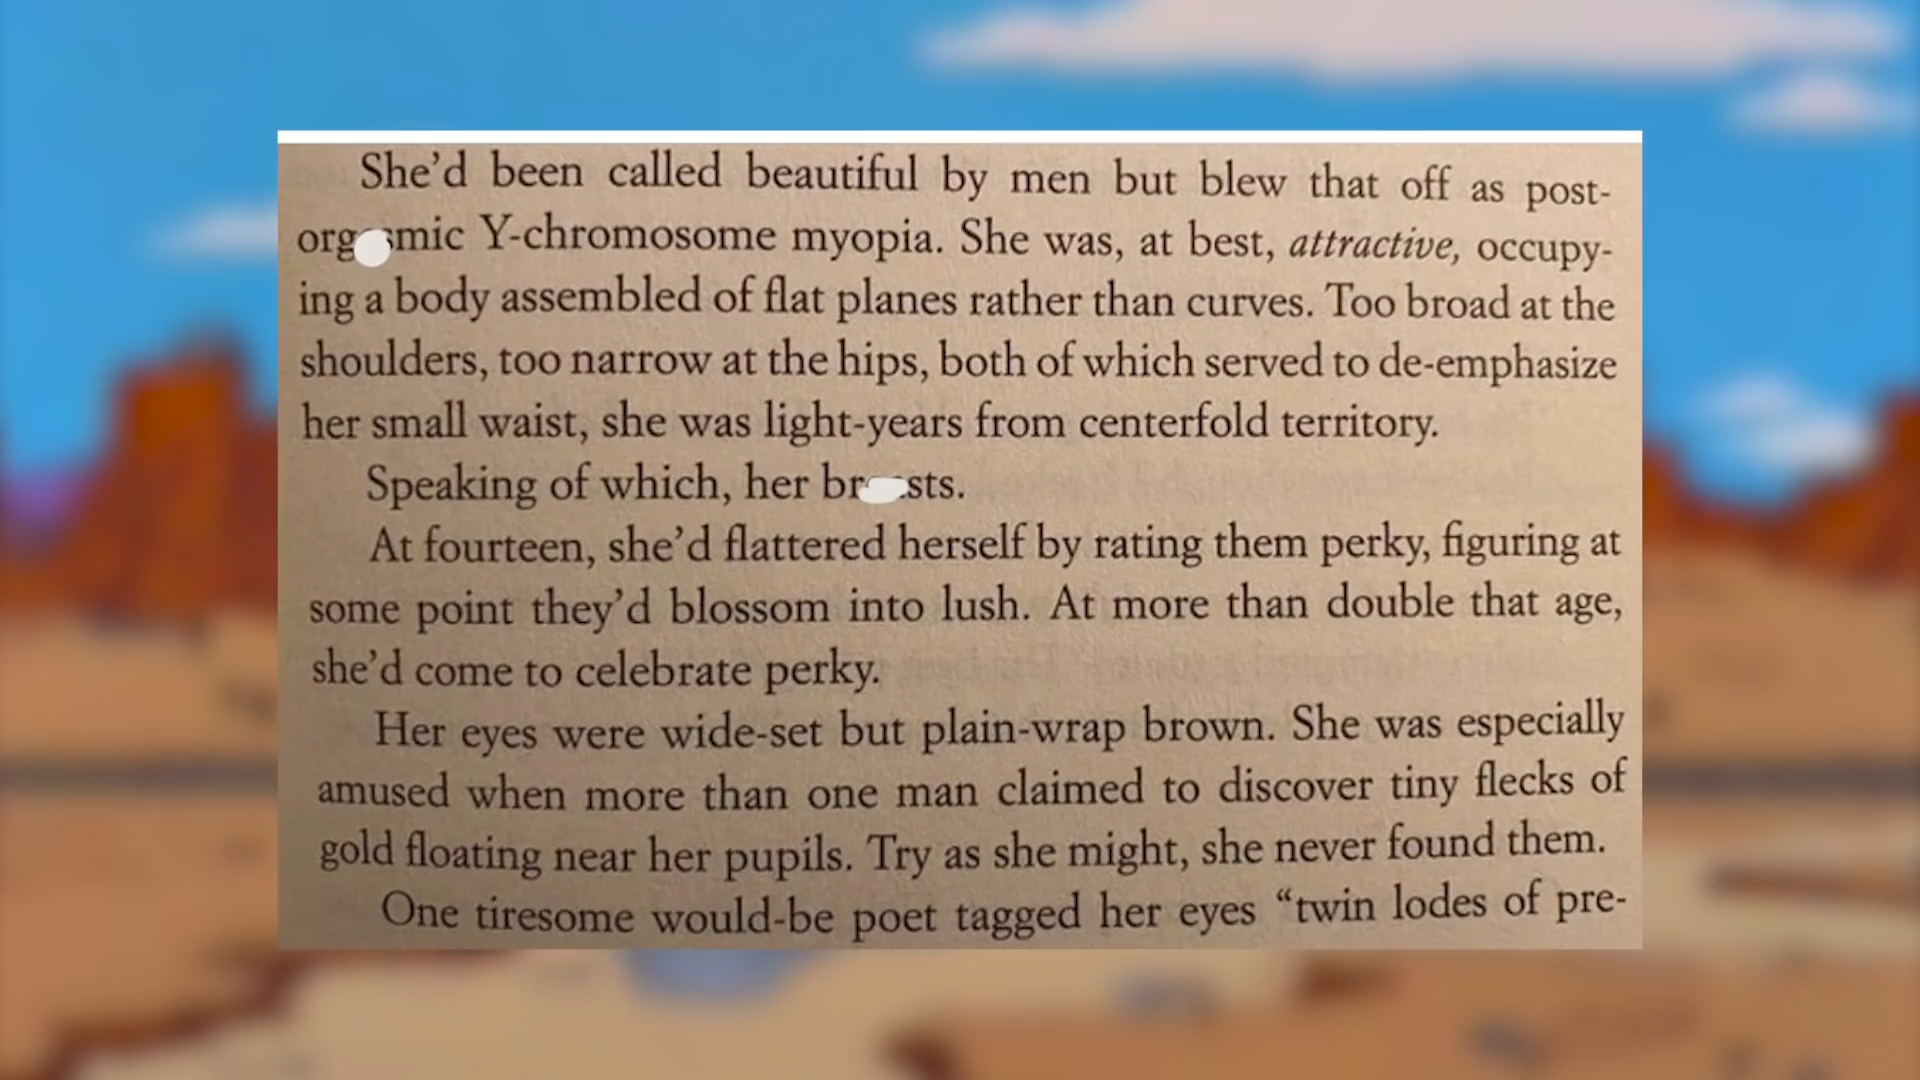 She'd been called beautiful by men but blew that off as post-
org smic Y-chromosome myopia. She was, at best, attractive, occupy-
ing a body assembled of flat planes rather than curves. Too broad at the
shoulders, too narrow at the hips, both of which served to de-emphasize
her small waist, she was light-years from centerfold territory.
Speaking of which, her br sts.
At fourteen, she'd flattered herself by rating them perky, figuring at
some point they'd blossom into lush. At more than double that age,
she'd come to celebrate perky.
Her eyes were wide-set but plain-wrap brown. She was especially
amused when more than one man claimed to discover tiny flecks of
gold floating near her pupils. Try as she might, she never found them.
One tiresome would-be poet tagged her eyes “twin lodes of pre-